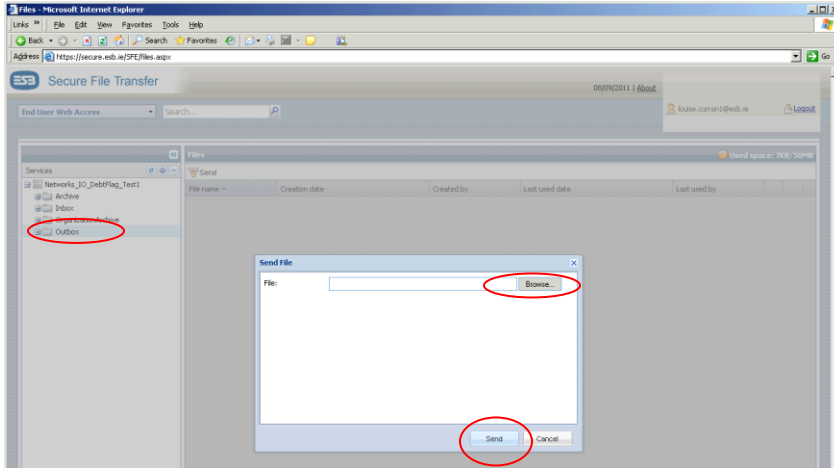 Files - Microsoft Internet Explorer
Links » File Edit View Favorites Tools Help
Back Search Favorites
Address https://secure.esb.ie/SFE/files.aspx Go
ESB Secure File Transfer
08/09/2011 | About
End User Web Access Search... louise.curran1@esb.ie Logout
Files Used space: 7KB/50MB
Services Send
Networks_IO_DebtFlag_Test1 File name Creation date Created by Last used date Last used by
Archive
Inbox
OrganizationArchive
Outbox
Send File
File: Browse...
Send Cancel